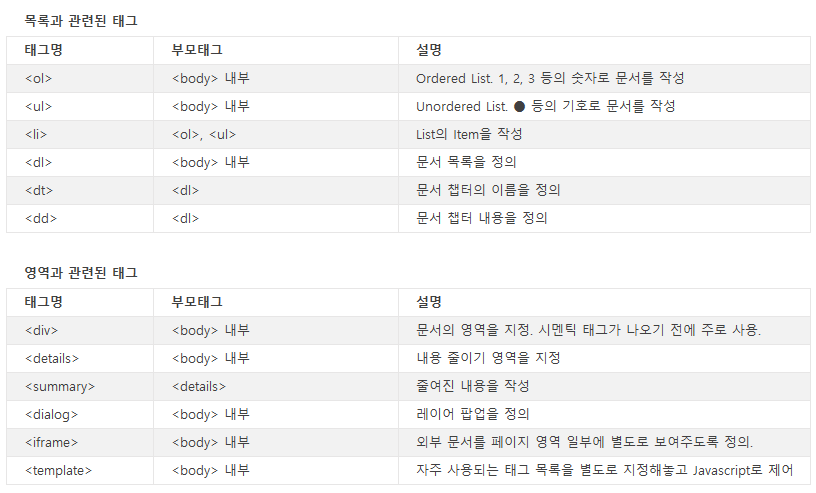 목록과 관련된 태그
태그명 부모태그 설명
<ol> <body> 내부 Ordered List. 1, 2, 3 등의 숫자로 문서를 작성
<ul> <body> 내부 Unordered List. ● 등의 기호로 문서를 작성
<li> <ol>, <ul> List의 Item을 작성
<dl> <body> 내부 문서 목록을 정의
<dt> <dl> 문서 챕터의 이름을 정의
<dd> <dl> 문서 챕터 내용을 정의
영역과 관련된 태그
태그명 부모태그 설명
<div> <body> 내부 문서의 영역을 지정. 시멘틱 태그가 나오기 전에 주로 사용.
<details> <body> 내부 내용 줄이기 영역을 지정
<summary> <details> 줄여진 내용을 작성
<dialog> <body> 내부 레이어 팝업을 정의
<iframe> <body> 내부 외부 문서를 페이지 영역 일부에 별도로 보여주도록 정의.
<template> <body> 내부 자주 사용되는 태그 목록을 별도로 지정해놓고 Javascript로 제어